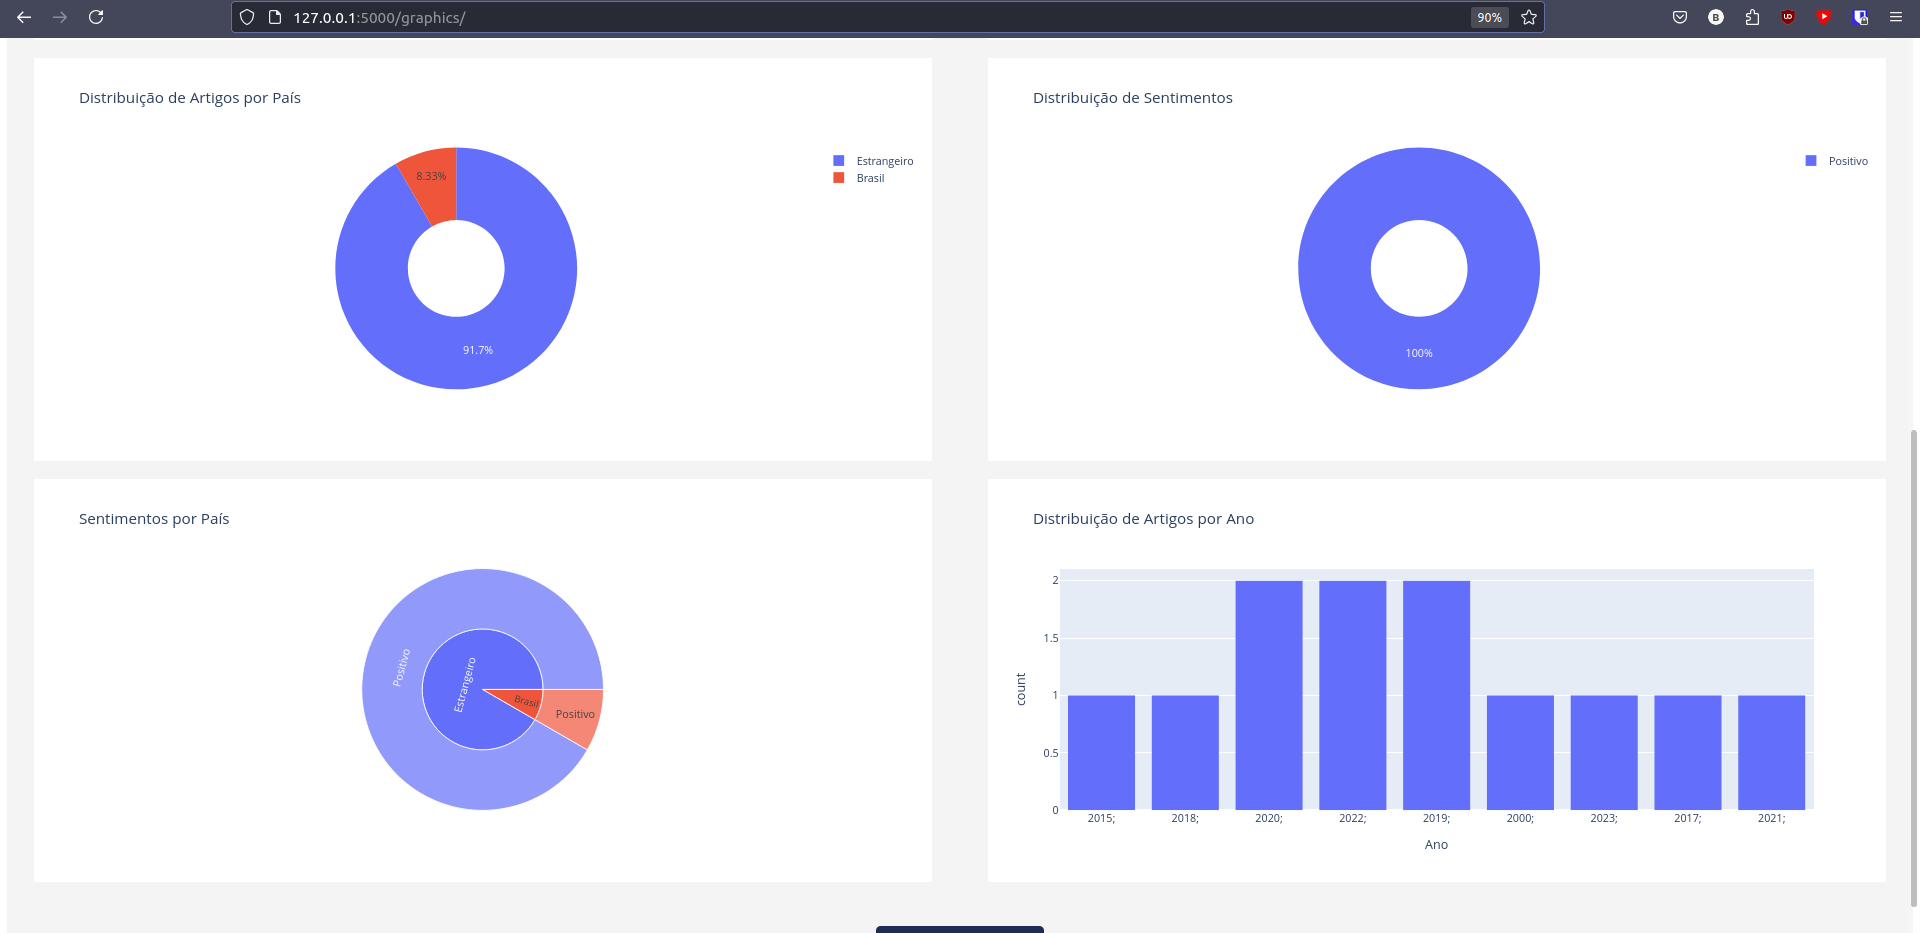 127.0.0.1:5000/graphics/
90%
Distribuição de Artigos por País
Estrangeiro
Brasil
8.33%
91.7%
Distribuição de Sentimentos
Positivo
100%
Sentimentos por País
Positivo
Estrangeiro
Brasil
Positivo
Distribuição de Artigos por Ano
2
1.5
1
0.5
0
count
2015; 2018; 2020; 2022; 2019; 2000; 2023; 2017; 2021;
Ano